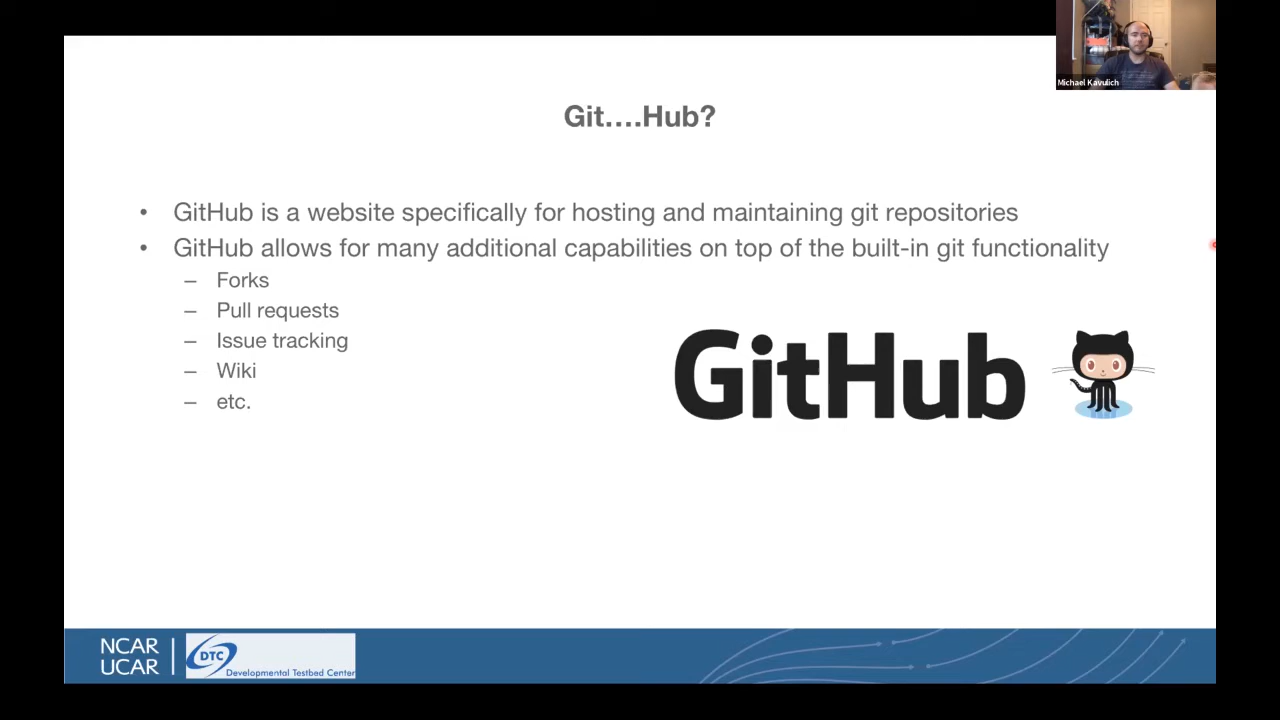 Michael Kavulich
Git....Hub?
• GitHub is a website specifically for hosting and maintaining git repositories
• GitHub allows for many additional capabilities on top of the built-in git functionality
– Forks
– Pull requests
– Issue tracking
– Wiki
– etc.
GitHub
NCAR
UCAR
DTC
Developmental Testbed Center